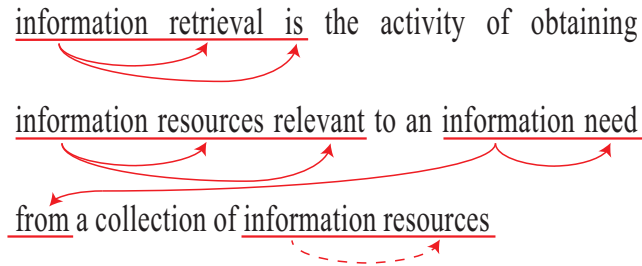 information retrieval is the activity of obtaining
information resources relevant to an information need
from a collection of information resources